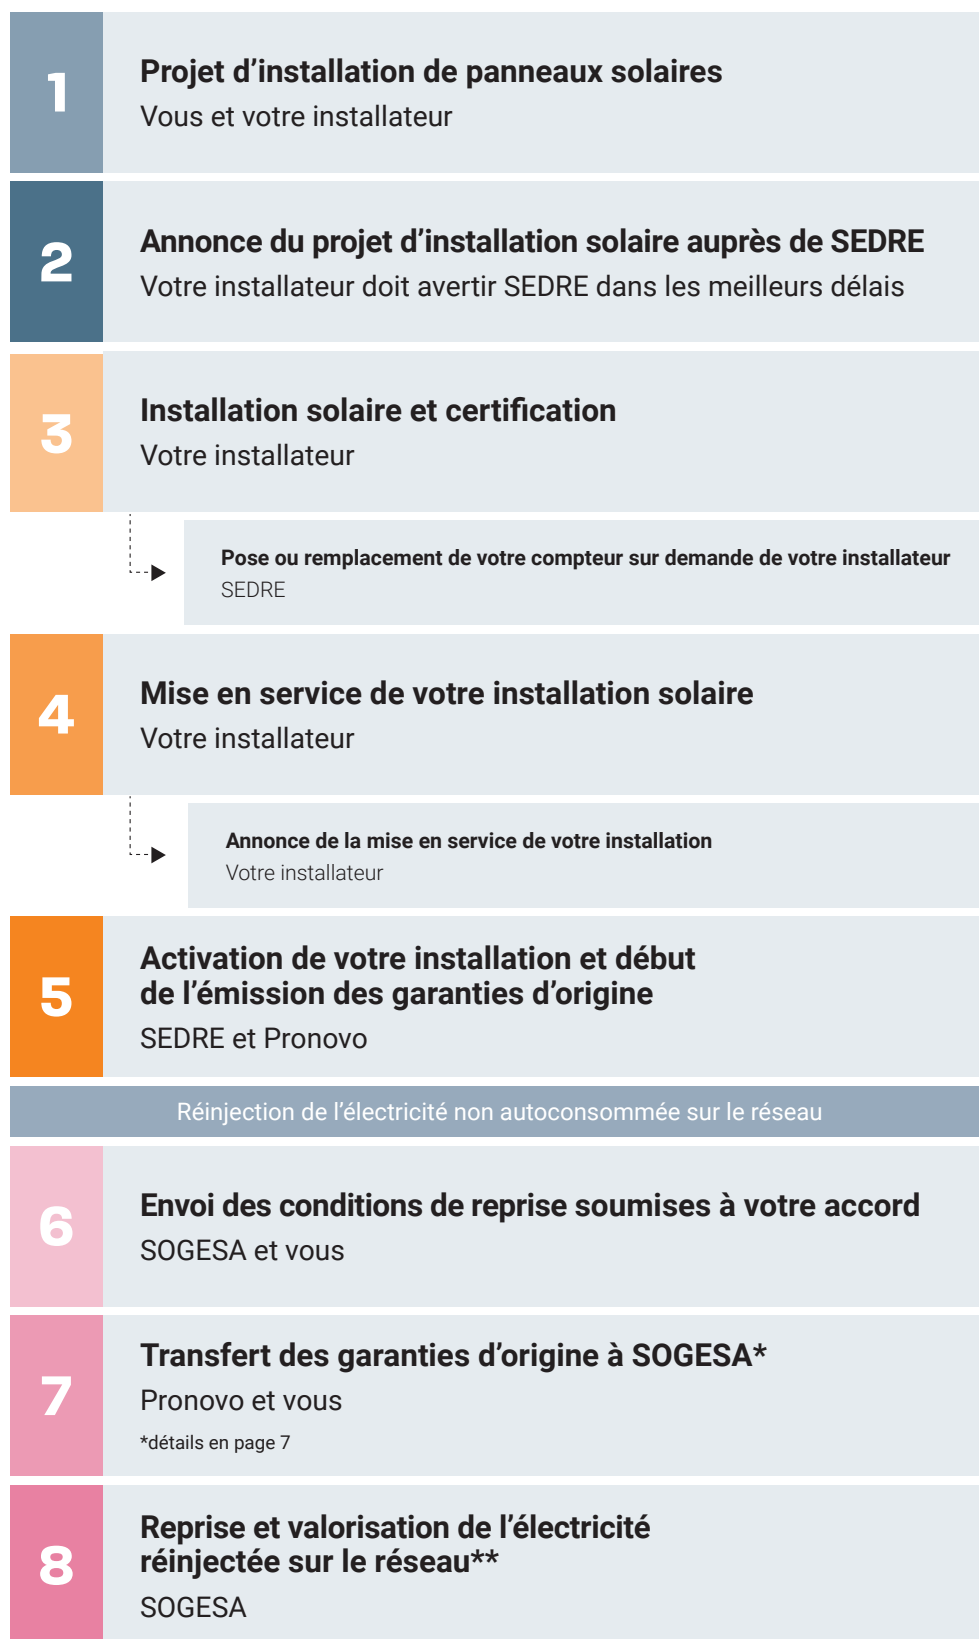 1
Projet d’installation de panneaux solaires
Vous et votre installateur
2
Annonce du projet d’installation solaire auprès de SEDRE
Votre installateur doit avertir SEDRE dans les meilleurs délais
3
Installation solaire et certification
Votre installateur
Pose ou remplacement de votre compteur sur demande de votre installateur
SEDRE
4
Mise en service de votre installation solaire
Votre installateur
Annonce de la mise en service de votre installation
Votre installateur
5
Activation de votre installation et début
de l’émission des garanties d’origine
SEDRE et Pronovo
Réinjection de l’électricité non autoconsommée sur le réseau
6
Envoi des conditions de reprise soumises à votre accord
SOGESA et vous
7
Transfert des garanties d’origine à SOGESA*
Pronovo et vous
*détails en page 7
8
Reprise et valorisation de l’électricité
réinjectée sur le réseau**
SOGESA